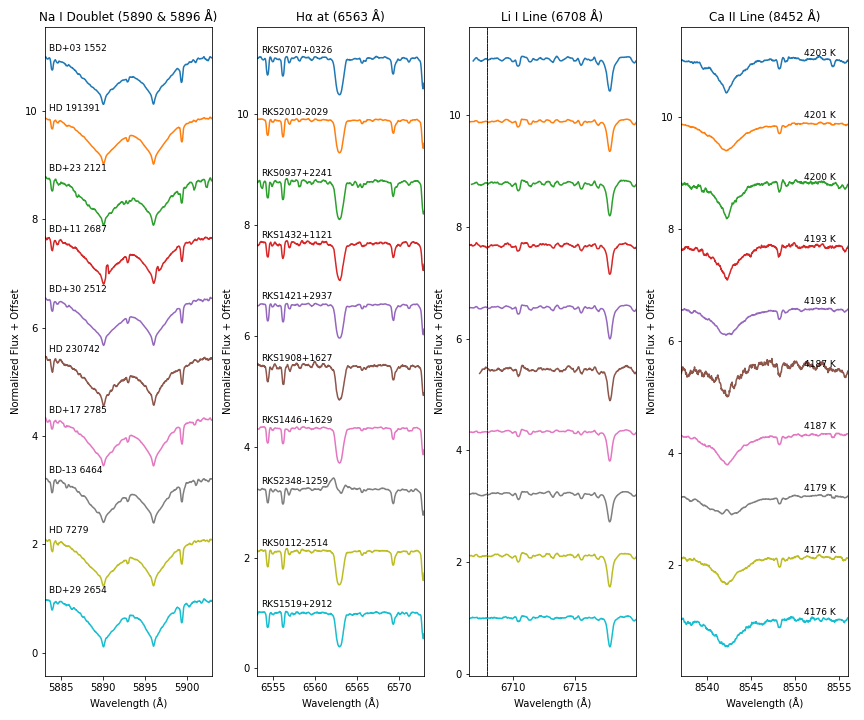 Na I Doublet (5890 & 5896 Å)
Hα at (6563 Å)
Li I Line (6708 Å)
Ca II Line (8452 Å)
BD+03 1552
HD 191391
BD+23 2121
BD+11 2687
BD+30 2512
HD 230742
BD+17 2785
BD-13 6464
HD 7279
BD+29 2654
10
8
6
4
2
0
Normalized Flux + Offset
5885
5890
5895
5900
Wavelength (Å)
RKS0707+0326
RKS2010-2029
RKS0937+2241
RKS1432+1121
RKS1421+2937
RKS1908+1627
RKS1446+1629
RKS2348-1259
RKS0112-2514
RKS1519+2912
10
8
6
4
2
0
Normalized Flux + Offset
5555
5560
5565
5570
Wavelength (Å)
10
8
6
4
2
0
Normalized Flux + Offset
6710
6715
Wavelength (Å)
4203 K
4201 K
4200 K
4193 K
4193 K
4187 K
4187 K
4179 K
4177 K
4176 K
10
8
6
4
2
Normalized Flux + Offset
8540
8545
8550
8555
Wavelength (Å)